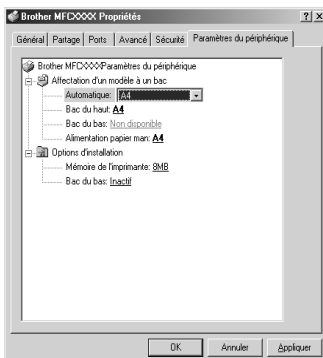 Brother MFCXXXX Propriétés
Général Partage Ports Avancé Sécurité Paramètres du périphérique
Brother MFCXXXXParamètres du périphérique
Affectation d'un modèle à un bac
Automatique: A4
Bac du haut: A4
Bac du bas: Non disponible
Alimentation papier man: A4
Options d'installation
Mémoire de l'imprimante: 8MB
Bac du bas: Inactif
OK Annuler Appliquer